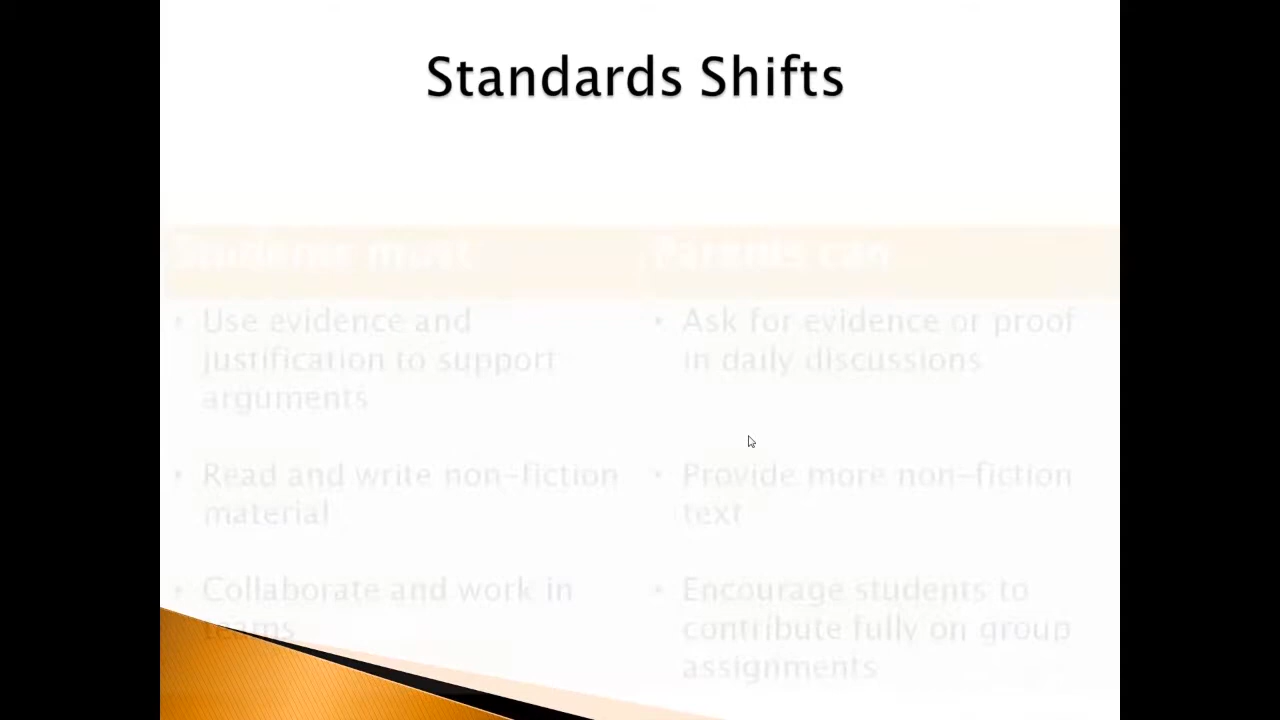 Standards Shifts
Students must
Parents can
• Use evidence and
justification to support
arguments
• Ask for evidence or proof
in daily discussions
• Read and write non-fiction
material
• Provide more non-fiction
text
• Collaborate and work in
teams
• Encourage students to
contribute fully on group
assignments